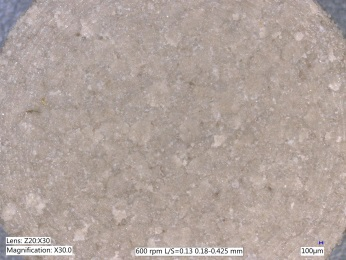 Lens: Z20:X30
Magnification: X30.0
600 rpm L/S=0.13 0.18-0.425 mm
H
100μm